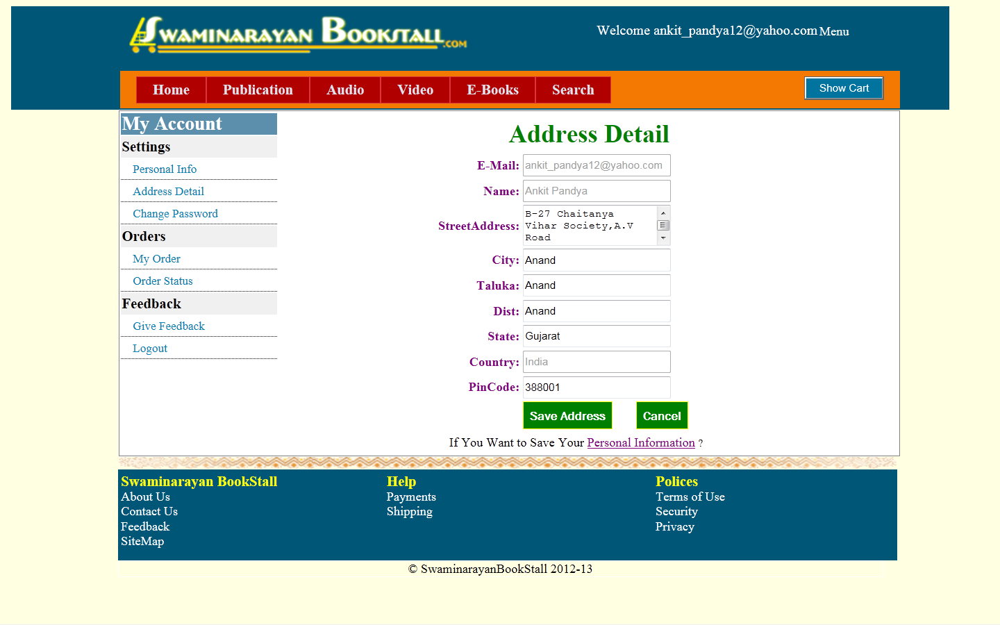 Swaminarayan Bookstall.com
Welcome ankit_pandya12@yahoo.com Menu
Home Publication Audio Video E-Books Search Show Cart
My Account
Settings
Personal Info
Address Detail
Change Password
Orders
My Order
Order Status
Feedback
Give Feedback
Logout
Address Detail
E-Mail: ankit_pandya12@yahoo.com
Name: Ankit Pandya
StreetAddress: B-27 Chaitanya
Vihar Society,A.V
Road
City: Anand
Taluka: Anand
Dist: Anand
State: Gujarat
Country: India
PinCode: 388001
Save Address Cancel
If You Want to Save Your Personal Information ?
Swaminarayan BookStall
About Us
Contact Us
Feedback
SiteMap
Help
Payments
Shipping
Polices
Terms of Use
Security
Privacy
© SwaminarayanBookStall 2012-13